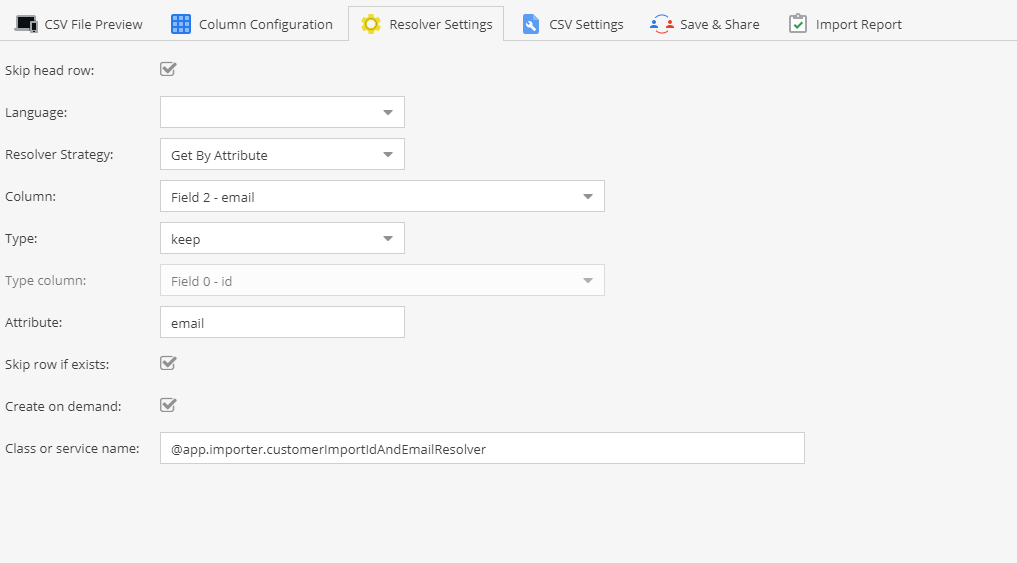 CSV File Preview Column Configuration Resolver Settings CSV Settings Save & Share Import Report
Skip head row:
Language:
Resolver Strategy: Get By Attribute
Column: Field 2 - email
Type: keep
Type column: Field 0 - id
Attribute: email
Skip row if exists:
Create on demand:
Class or service name: @app.importer.customerImportIdAndEmailResolver